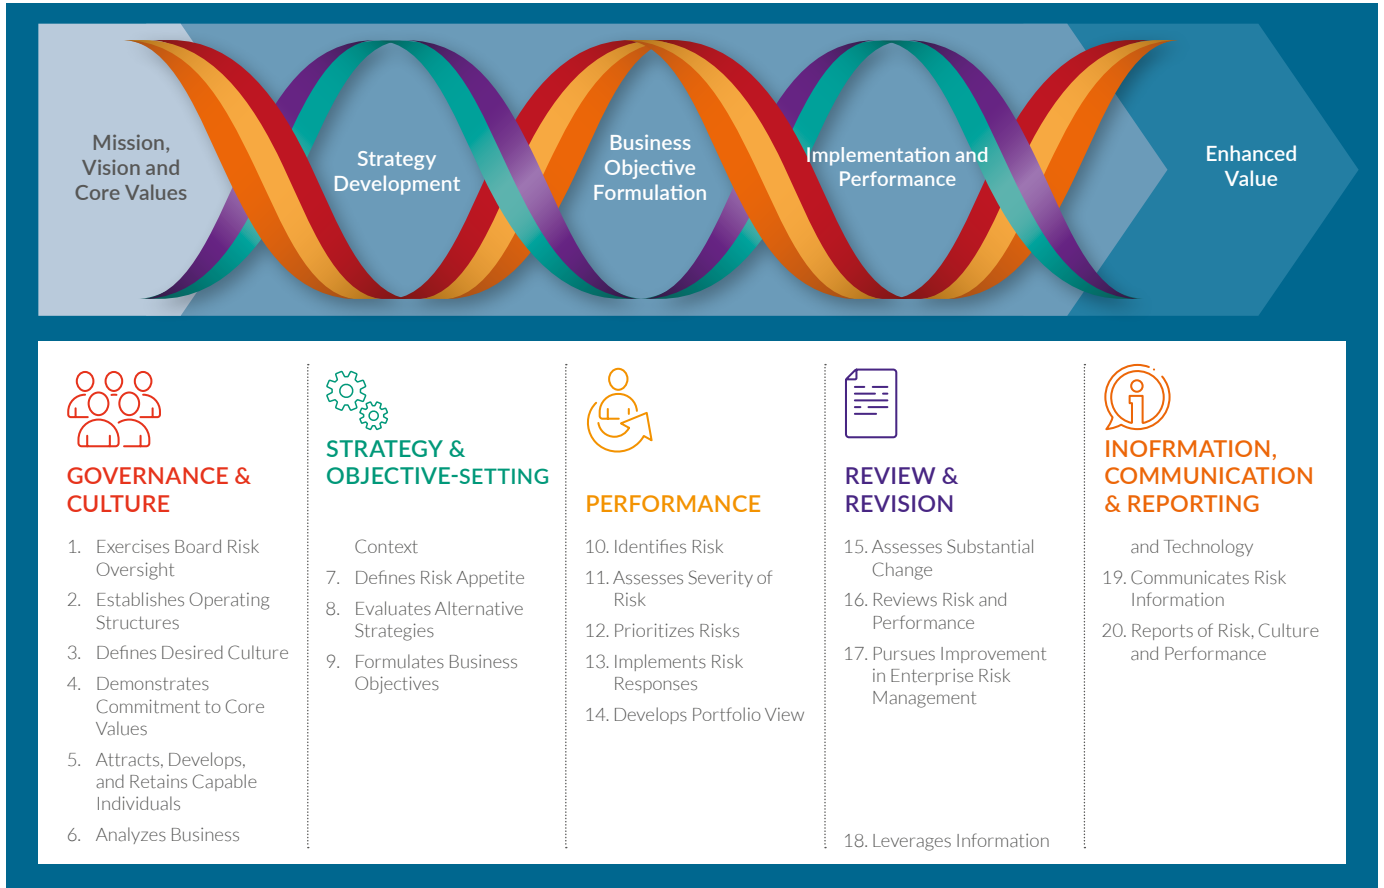 Mission,
Vision and
Core Values
Strategy
Development
Business
Objective
Formulation
Implementation and
Performance
Enhanced
Value
GOVERNANCE &
CULTURE
1. Exercises Board Risk
Oversight
2. Establishes Operating
Structures
3. Defines Desired Culture
4. Demonstrates
Commitment to Core
Values
5. Attracts, Develops,
and Retains Capable
Individuals
6. Analyzes Business
STRATEGY &
OBJECTIVE-SETTING
Context
7. Defines Risk Appetite
8. Evaluates Alternative
Strategies
9. Formulates Business
Objectives
PERFORMANCE
10. Identifies Risk
11. Assesses Severity of
Risk
12. Prioritizes Risks
13. Implements Risk
Responses
14. Develops Portfolio View
REVIEW &
REVISION
15. Assesses Substantial
Change
16. Reviews Risk and
Performance
17. Pursues Improvement
in Enterprise Risk
Management
18. Leverages Information
INOFRMATION,
COMMUNICATION
& REPORTING
and Technology
19. Communicates Risk
Information
20. Reports of Risk, Culture
and Performance